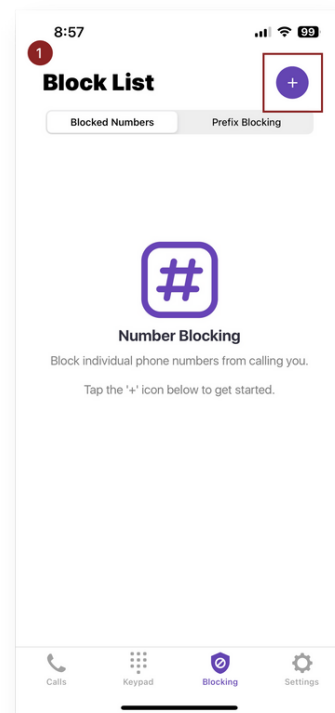 8:57
99
1
Block List
+
Blocked Numbers
Prefix Blocking
#
Number Blocking
Block individual phone numbers from calling you.
Tap the '+' icon below to get started.
Calls
Keypad
Blocking
Settings